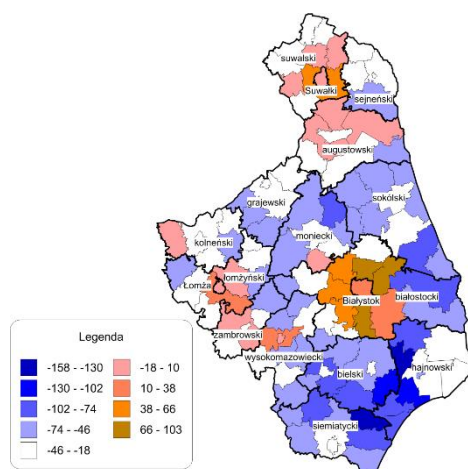 suwalski
Suwałki
sejneński
augustowski
grajewski
sokólski
kolneński
moniecki
łomżyński
Łomża
Białystok
białostocki
zambrowski
wysokomazowiecki
bielski
hajnowski
siemiatycki
Legenda
-158 - -130
-130 - -102
-102 - -74
-74 - -46
-46 - -18
-18 - 10
10 - 38
38 - 66
66 - 103